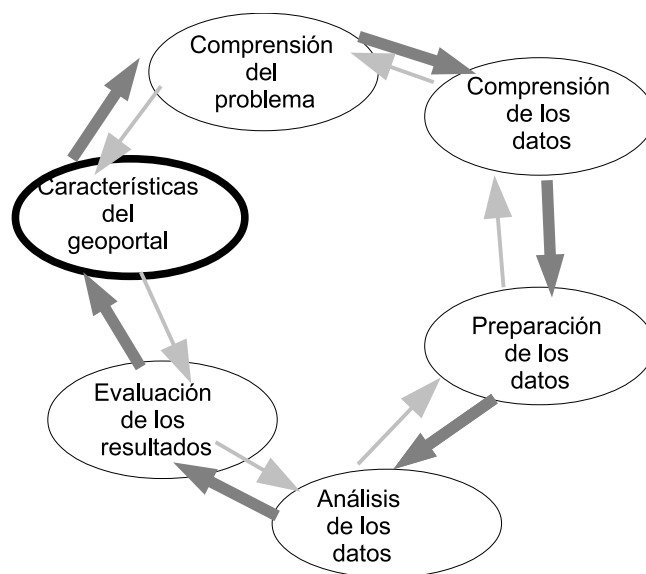 Comprensión
del
problema
Comprensión
de los
datos
Preparación
de los
datos
Análisis
de los
datos
Evaluación
de los
resultados
Característícas
del
geoportal